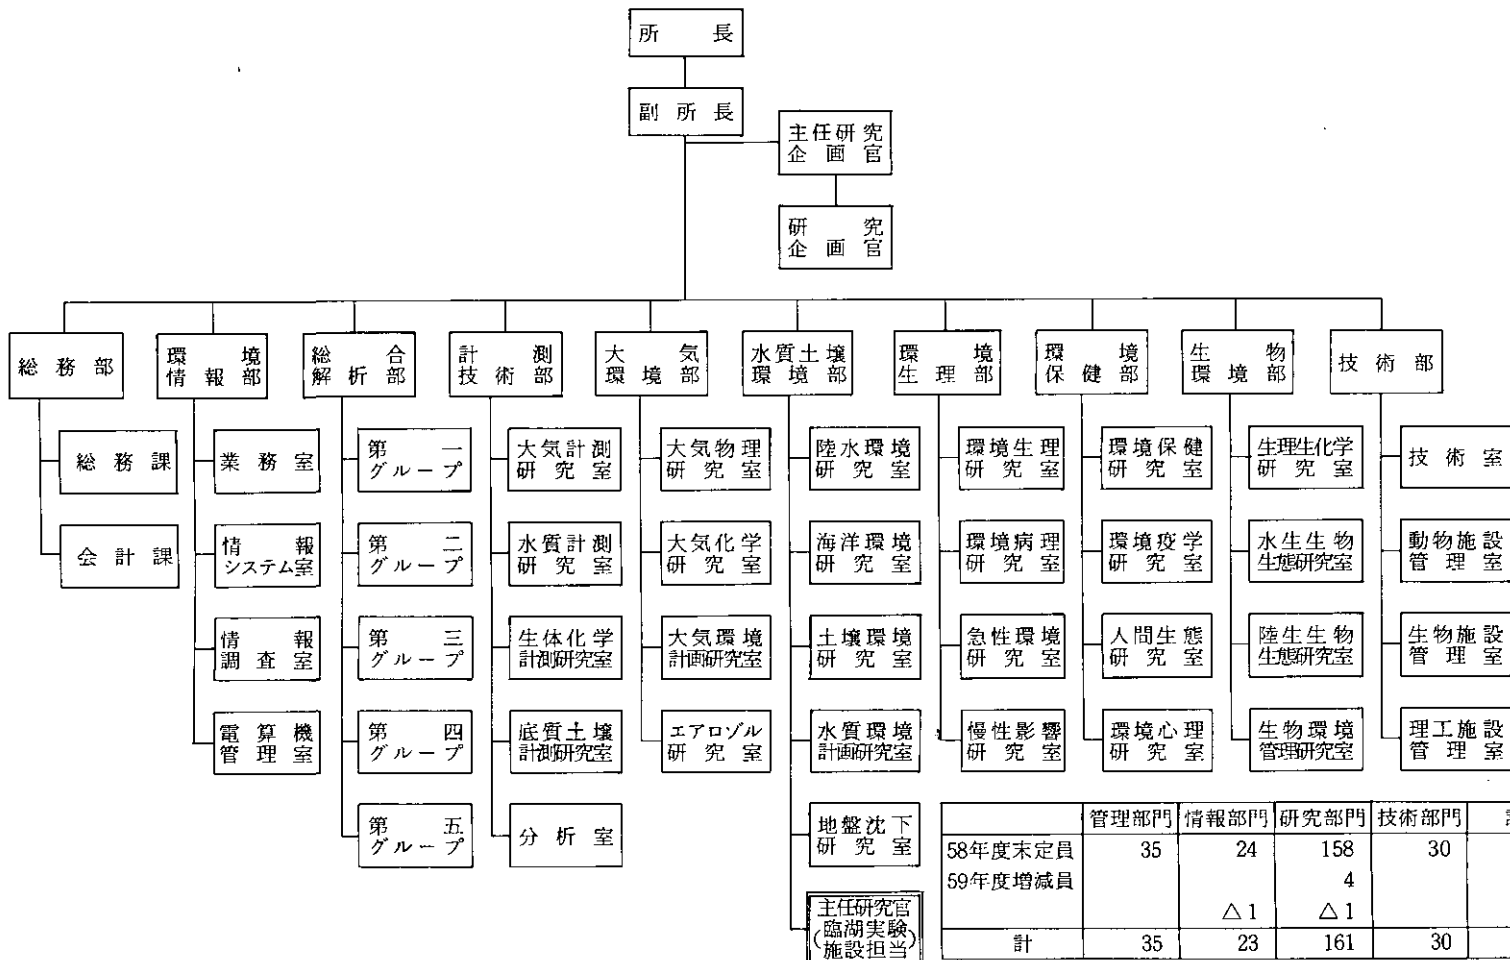 所長
副所長
主任研究
企画官
研究
企画官
総務部
環境
情報部
総合
解析部
計測
技術部
大気
環境部
水質土壌
環境部
環境
生理部
環境
保健部
生物
環境部
技術部
総務課
会計課
業務室
情報
システム室
情報
調査室
電算機
管理室
第一
グループ
第二
グループ
第三
グループ
第四
グループ
第五
グループ
大気計測
研究室
水質計測
研究室
生体化学
計測研究室
底質土壌
計測研究室
分析室
大気物理
研究室
大気化学
研究室
大気環境
計画研究室
エアロゾル
研究室
陸水環境
研究室
海洋環境
研究室
土壌環境
研究室
水質環境
計画研究室
地盤沈下
研究室
主任研究官
(臨湖実験
施設担当)
環境生理
研究室
環境病理
研究室
急性環境
研究室
慢性影響
研究室
環境保健
研究室
環境疫学
研究室
人間生態
研究室
環境心理
研究室
生理生化学
研究室
水生生物
生態研究室
陸生生物
生態研究室
生物環境
管理研究室
技術室
動物施設
管理室
生物施設
管理室
理工施設
管理室
管理部門 情報部門 研究部門 技術部門
58年度末定員 35 24 158 30
59年度増減員 4
△1 △1
計 35 23 161 30